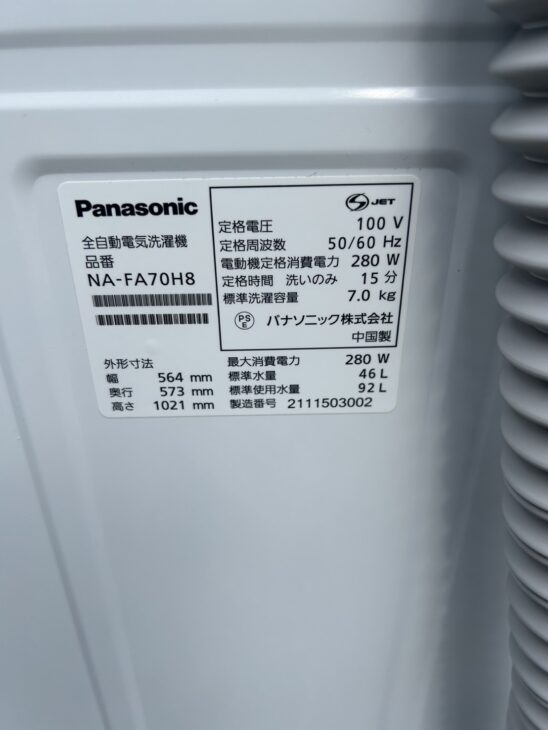 Panasonic
全自動電気洗濯機
品番
NA-FA70H8
JET
定格電圧 100 V
定格周波数 50/60 Hz
電動機定格消費電力 280 W
定格時間 洗いのみ 15 分
標準洗濯容量 7.0 kg
PS
E
パナソニック株式会社
中国製
外形寸法
幅 564 mm
奥行 573 mm
高さ 1021 mm
最大消費電力 280 W
標準水量 46 L
標準使用水量 92 L
製造番号 2111503002